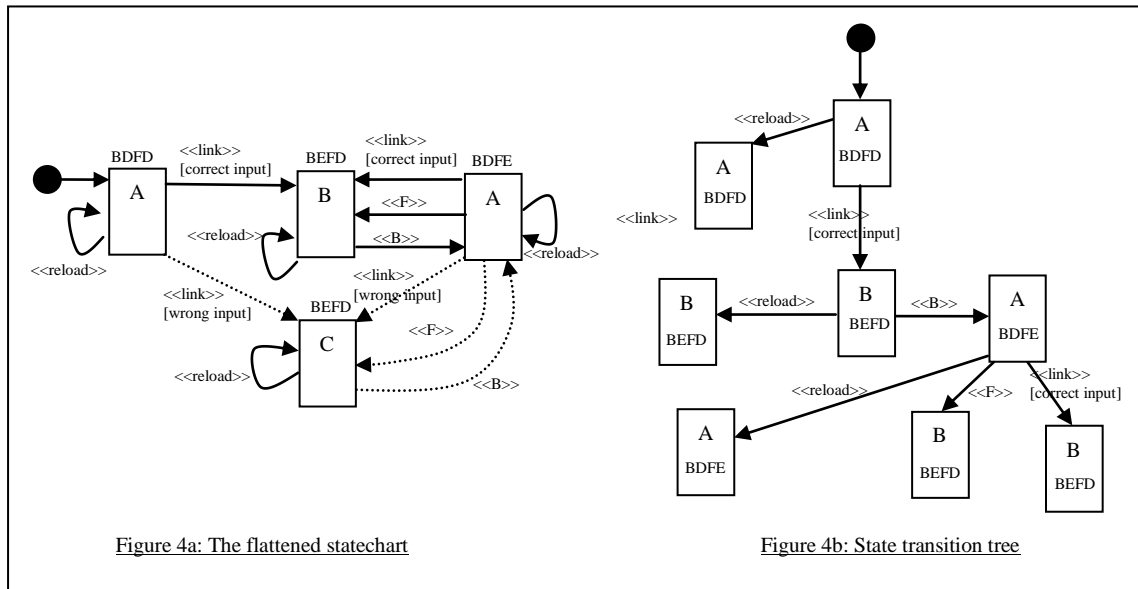 BDFD
<<link>>
[correct input]
BEFD
<<link>>
[correct input]
BDFE
A
B
A
<<F>>
<<reload>>
<<B>>
<<reload>>
<<reload>>
<<link>>
[wrong input]
<<link>>
[wrong input]
BEFD
C
<<F>>
<<reload>>
<<B>>
Figure 4a: The flattened statechart
A
BDFD
<<reload>>
A
BDFD
<<link>>
<<link>>
[correct input]
B
BEFD
<<reload>>
B
BEFD
<<B>>
A
BDFE
<<reload>>
<<F>>
<<link>>
[correct input]
A
BDFE
B
BEFD
B
BEFD
Figure 4b: State transition tree